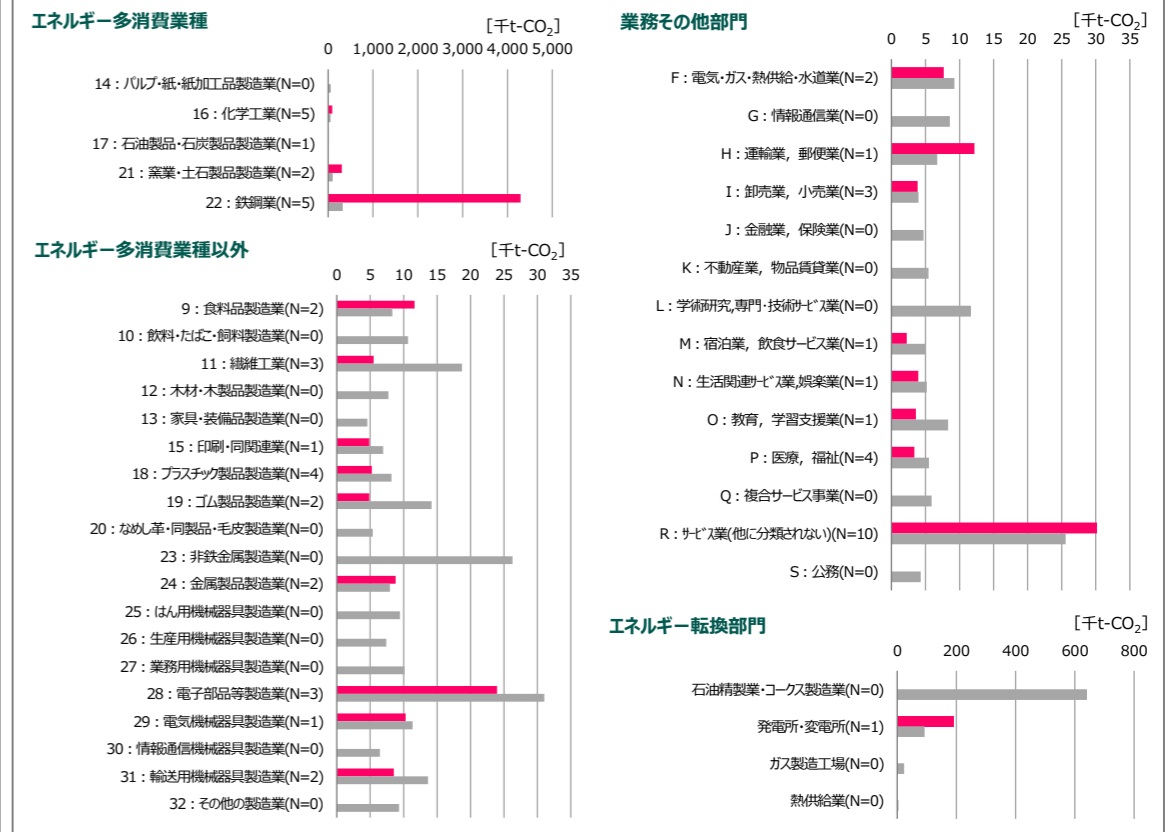 エネルギー多消費業種
[千t-CO₂]
0 1,000 2,000 3,000 4,000 5,000
14：パルプ・紙・紙加工品製造業(N=0)
16：化学工業(N=5)
17：石油製品・石炭製品製造業(N=1)
21：窯業・土石製品製造業(N=2)
22：鉄鋼業(N=5)
エネルギー多消費業種以外
[千t-CO₂]
0 5 10 15 20 25 30 35
9：食料品製造業(N=2)
10：飲料・たばこ・飼料製造業(N=0)
11：繊維工業(N=3)
12：木材・木製品製造業(N=0)
13：家具・装備品製造業(N=0)
15：印刷・同関連業(N=1)
18：プラスチック製品製造業(N=4)
19：ゴム製品製造業(N=2)
20：なめし革・同製品・毛皮製造業(N=0)
23：非鉄金属製造業(N=0)
24：金属製品製造業(N=2)
25：はん用機械器具製造業(N=0)
26：生産用機械器具製造業(N=0)
27：業務用機械器具製造業(N=0)
28：電子部品等製造業(N=3)
29：電気機械器具製造業(N=1)
30：情報通信機械器具製造業(N=0)
31：輸送用機械器具製造業(N=2)
32：その他の製造業(N=0)
業務その他部門
[千t-CO₂]
0 5 10 15 20 25 30 35
F：電気・ガス・熱供給・水道業(N=2)
G：情報通信業(N=0)
H：運輸業，郵便業(N=1)
I：卸売業，小売業(N=3)
J：金融業，保険業(N=0)
K：不動産業，物品賃貸業(N=0)
L：学術研究,専門・技術サービス業(N=0)
M：宿泊業，飲食サービス業(N=1)
N：生活関連サービス業,娯楽業(N=1)
O：教育，学習支援業(N=1)
P：医療，福祉(N=4)
Q：複合サービス事業(N=0)
R：サービス業(他に分類されない)(N=10)
S：公務(N=0)
エネルギー転換部門
[千t-CO₂]
0 200 400 600 800
石油精製業・コークス製造業(N=0)
発電所・変電所(N=1)
ガス製造工場(N=0)
熱供給業(N=0)